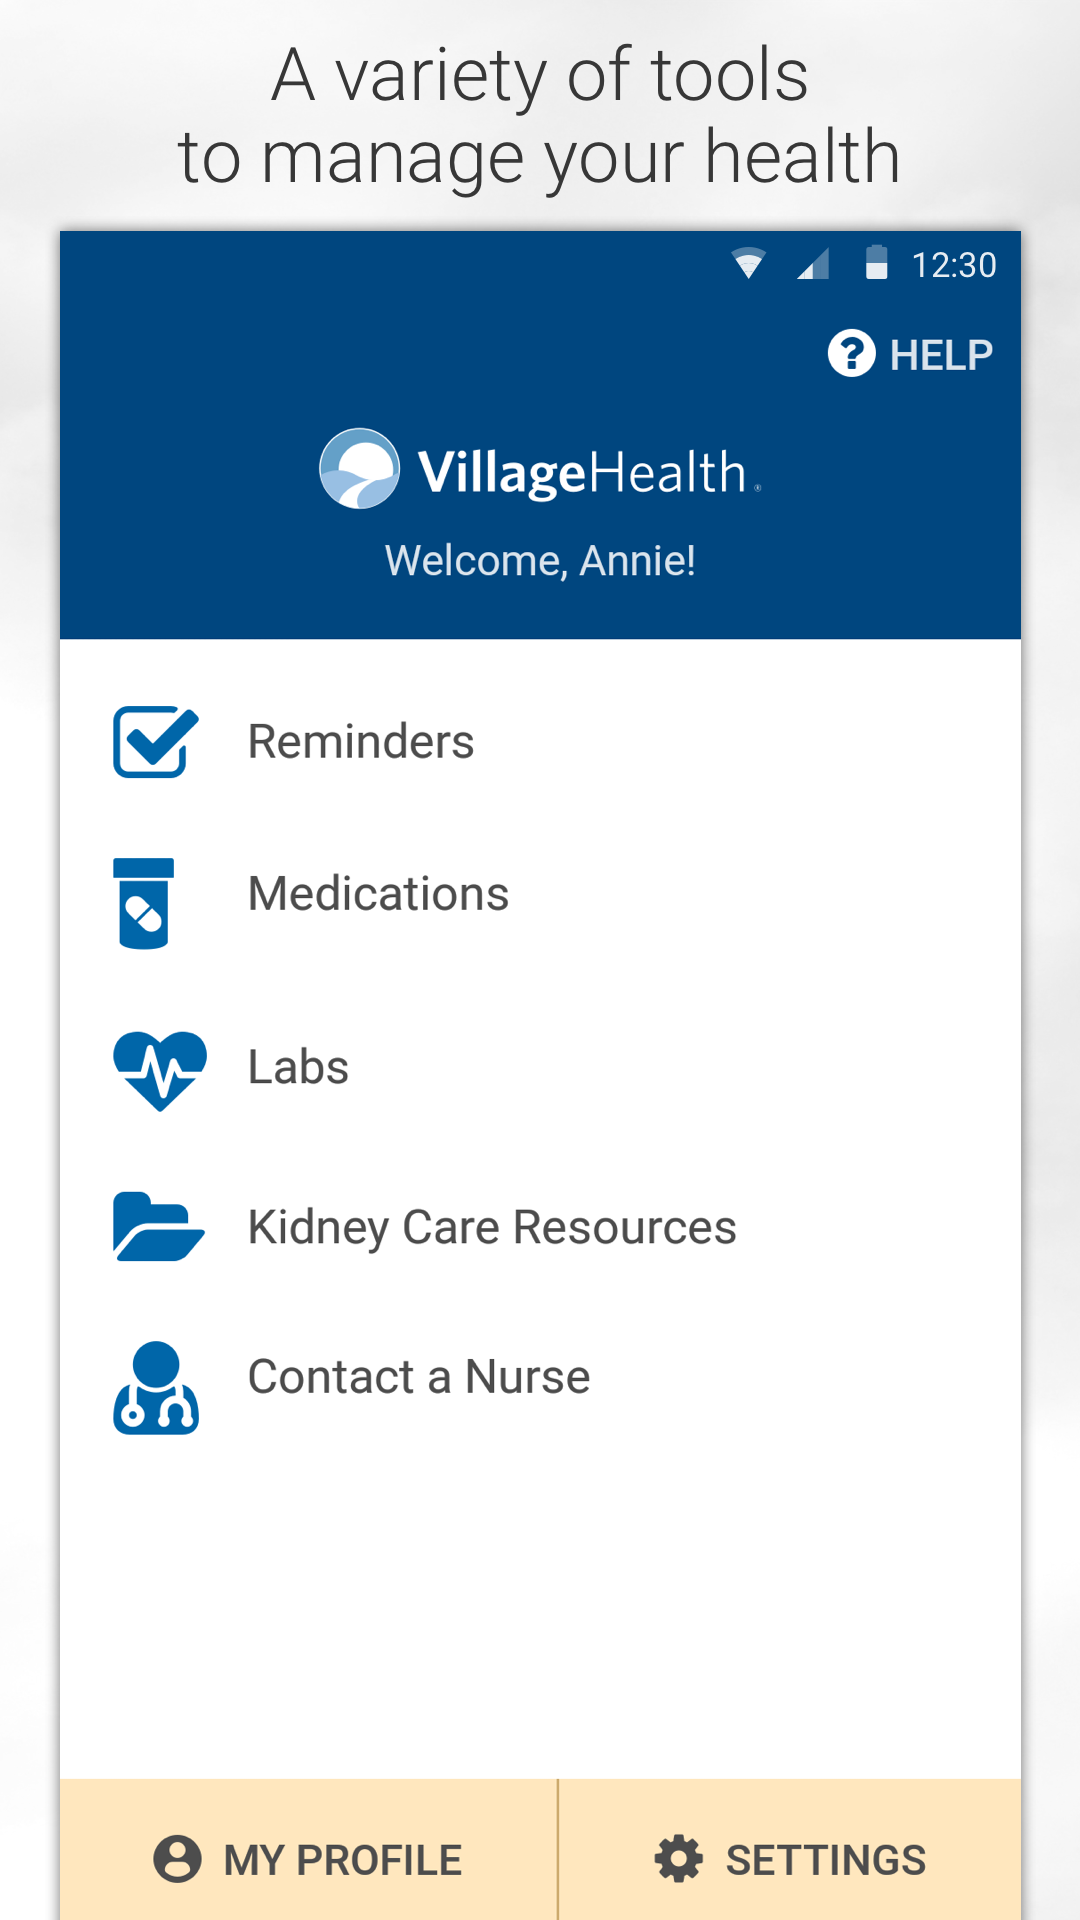 A variety of tools
to manage your health
12:30
HELP
VillageHealth®
Welcome, Annie!
Reminders
Medications
Labs
Kidney Care Resources
Contact a Nurse
MY PROFILE
SETTINGS